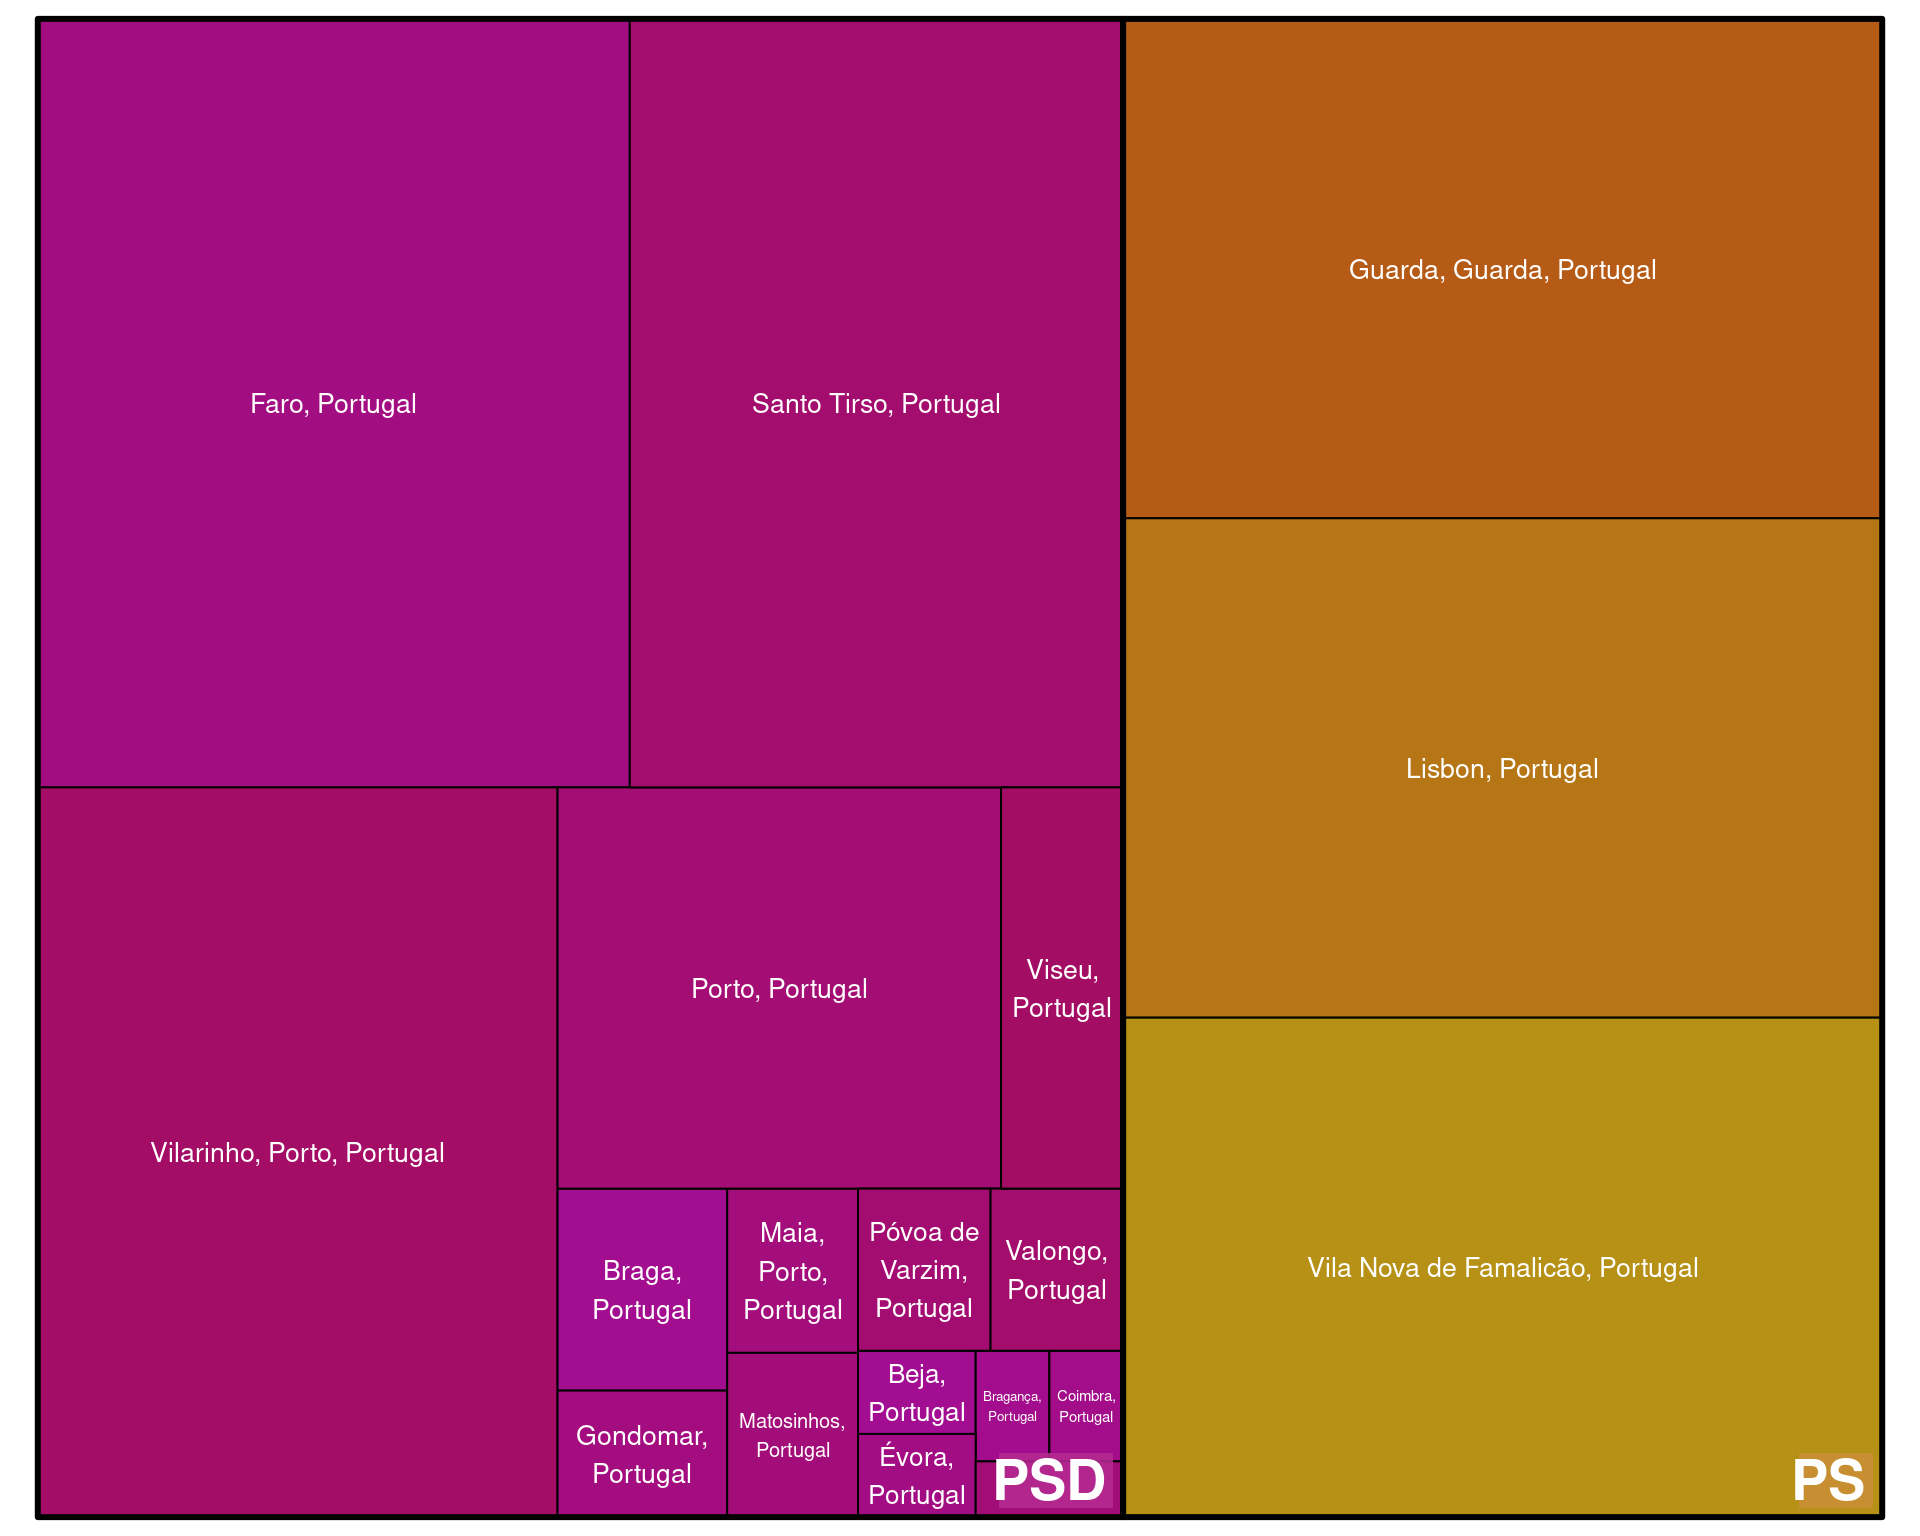 Faro, Portugal
Santo Tirso, Portugal
Guarda, Guarda, Portugal
Lisbon, Portugal
Vilarinho, Porto, Portugal
Porto, Portugal
Viseu,
Portugal
Braga,
Portugal
Maia,
Porto,
Portugal
Póvoa de
Varzim,
Portugal
Valongo,
Portugal
Gondomar,
Portugal
Matosinhos,
Portugal
Beja,
Portugal
Bragança,
Portugal
Coimbra,
Portugal
Évora,
Portugal
PSD
Vila Nova de Famalicão, Portugal
PS